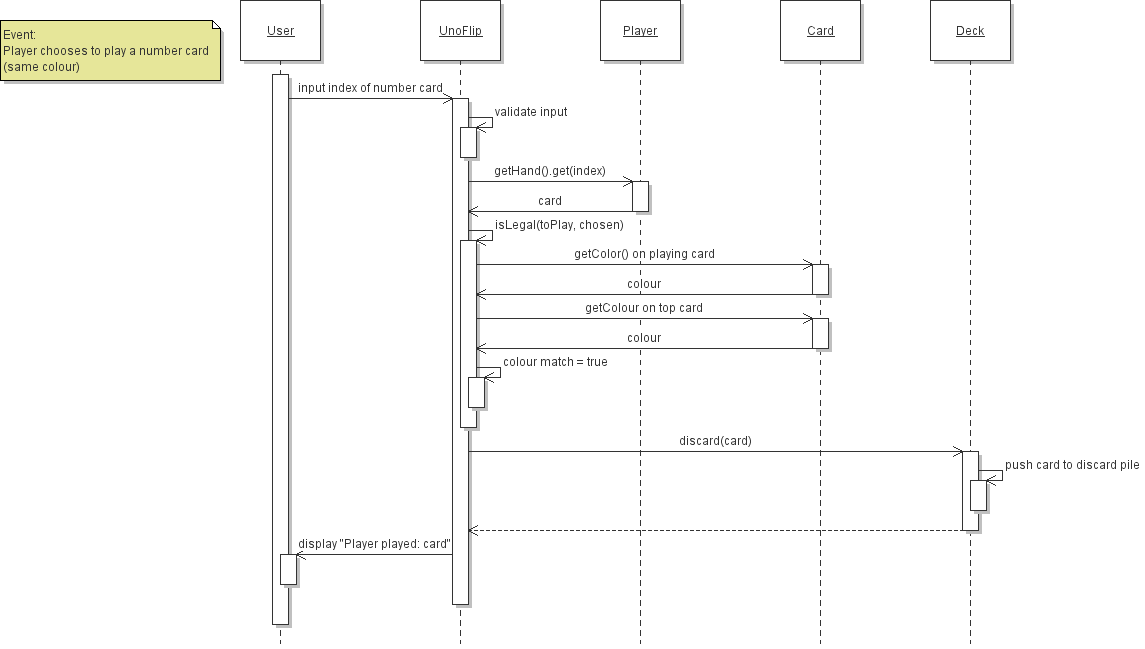 User
UnoFlip
Player
Card
Deck
Event:
Player chooses to play a number card
(same colour)
input index of number card
validate input
getHand().get(index)
card
isLegal(toPlay, chosen)
getColor() on playing card
colour
getColour on top card
colour
colour match = true
discard(card)
push card to discard pile
display "Player played: card"